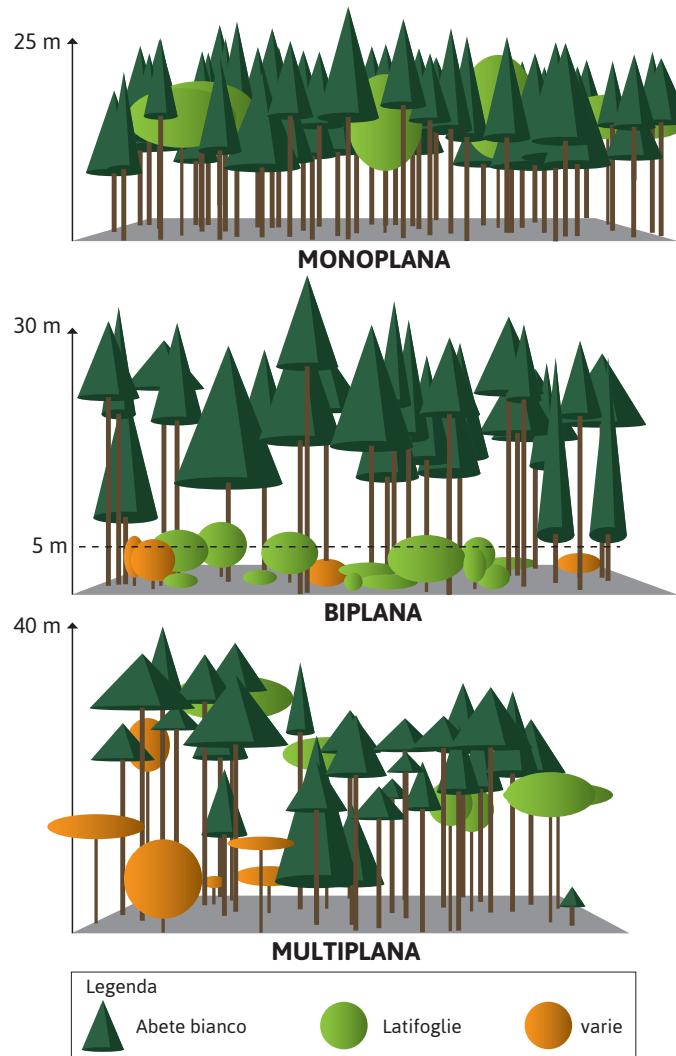 25 m
MONOPLANA
30 m
5 m
BIPLANA
40 m
MULTIPLANA
Legenda
Abete bianco
Latifoglie
varie